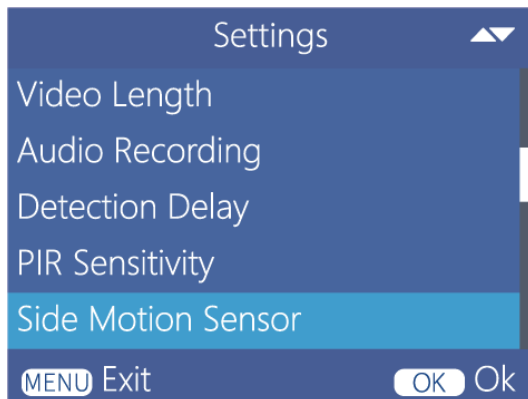 Settings
Video Length
Audio Recording
Detection Delay
PIR Sensitivity
Side Motion Sensor
MENU Exit OK Ok